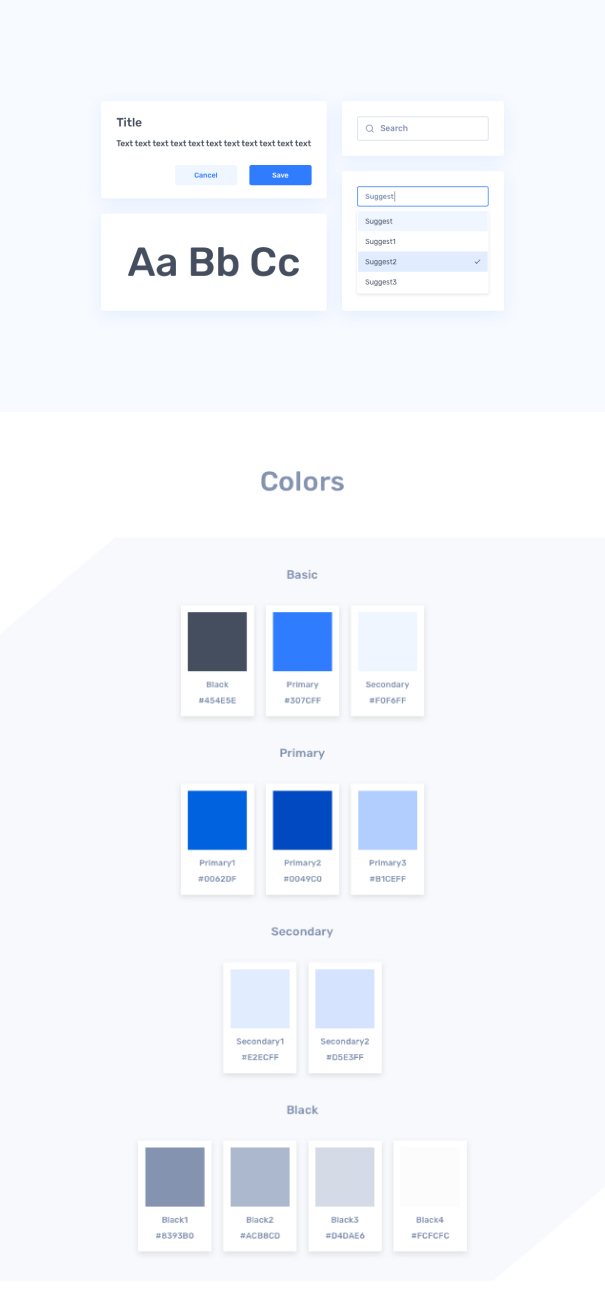 Title
Text text text text text text text text text text text
Cancel
Save
Aa Bb Cc
Search
Suggest
Suggest
Suggest1
Suggest2
Suggest3
Colors
Basic
Black
#454E5E
Primary
#307CFF
Secondary
#F0F6FF
Primary
Primary1
#0062DF
Primary2
#0049C0
Primary3
#B1CEFF
Secondary
Secondary1
#E2ECFF
Secondary2
#D5E3FF
Black
Black1
#8393B0
Black2
#ACB8CD
Black3
#D4DAE6
Black4
#FCFCFC